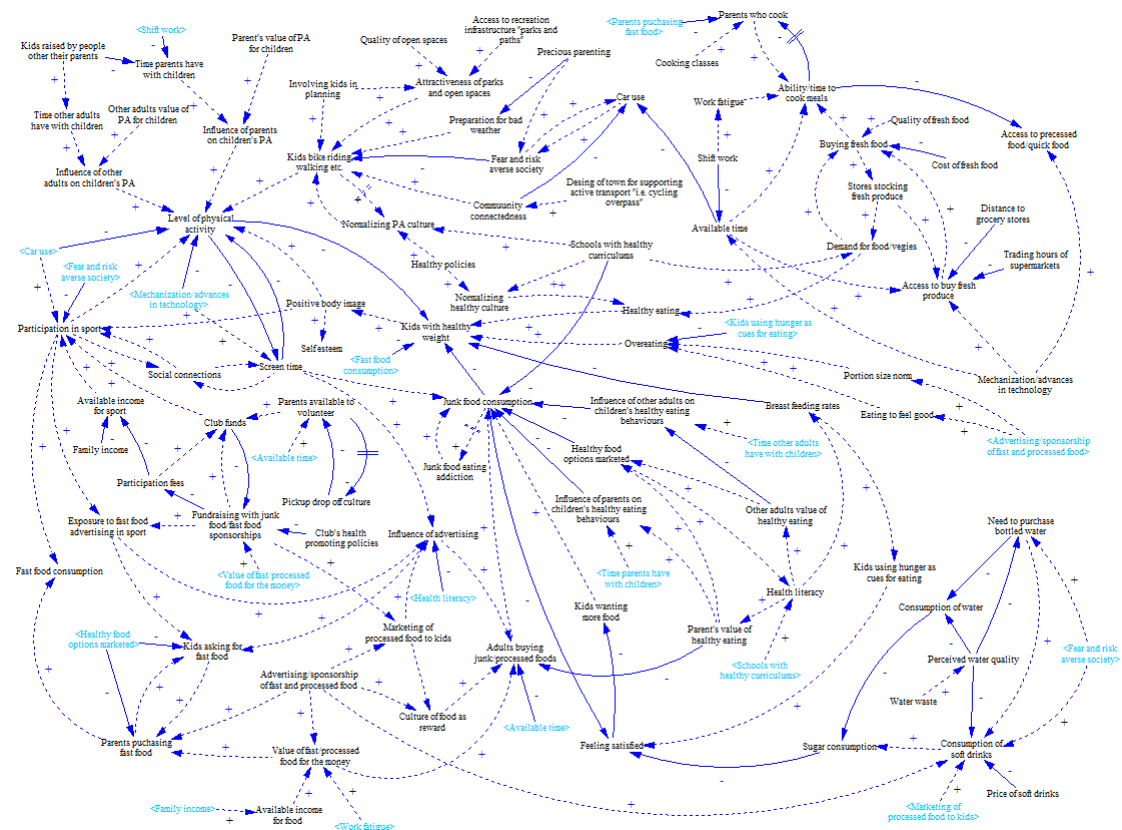 <Shift work>
Parent's value of PA
for children
Kids raised by people
other their parents
Time parents have
with children
Quality of open spaces
Access to recreation
infrastructure "parks and
paths"
Precious parenting
<Parents puchasing
fast food>
Parents who cook
Cooking classes
Involving kids in
planning
Attractiveness of parks
and open spaces
Car use
Work fatigue
Ability/time to
cook meals
Time other adults
have with children
Other adults value of
PA for children
Influence of parents
on children's PA
Preparation for bad
weather
Quality of fresh food
Buying fresh food
Access to precessed
food/quick food
Influence of other
adults on children's PA
Kids bike riding,
walking etc.
Fear and risk
averse society
Shift work
Cost of fresh food
Desing of town for supporting
active transport "i.e. cycling
overpass"
Stores stocking
fresh produce
Level of physical
activity
Normalizing PA culture
Communuity
connectedness
Available time
Distance to
grocery stores
<Car use>
<Fear and risk
averse society>
Schools with healthy
curriculums
Demand for food/vegies
Trading hours of
supermarkets
Healthy policies
<Mechanization/advances
in technology>
Positive body image
Normalizing
healthy culture
Healthy eating
Access to buy fresh
produce
Participation in sport
Kids with healthy
weight
<Kids using hunger as
cues for eating>
Self esteem
Overeating
<Fast food
consumption>
Social connections
Screen time
Portion size norm
Mechanization/advances
in technology
Available income
for sport
Parents available to
volunteer
Junk food consumption
Influence of other adults on
children's healthy eating
behaviours
Breast feeding rates
Eating to feel good
Club funds
Family income
<Available time>
Healthy food
options marketed
<Time other adults
have with children>
<Advertising/sponsorship
of fast and processed food>
Junk food eating
addiction
Participation fees
Pickup drop off culture
Influence of parents on
children's healthy eating
behaviours
Other adults value of
healthy eating
Exposure to fast food
advertising in sport
Fundraising with junk
food/fast food
sponsorships
Club's health
promoting policies
Influence of advertising
Need to purchase
bottled water
Fast food consumption
<Value of fast/processed
food for the money>
<Time parents have
with children>
Kids using hunger as
cues for eating
<Health literacy>
Health literacy
Kids wanting
more food
Consumption of water
<Healthy food
options marketed>
Kids asking for
fast food
Marketing of
processed food to kids
Parent's value of
healthy eating
<Fear and risk
averse society>
Adults buying
junk/processed foods
Perceived water quality
Advertising/sponsorship
of fast and processed food
<Schools with
healthy curriculums>
Water waste
Culture of food as
reward
<Available time>
Parents puchasing
fast food
Value of fast/processed
food for the money
Feeling satisfied
Sugar consumption
Consumption of
soft drinks
Price of soft drinks
<Family income>
Available income
for food
<Work fatigue>
<Marketing of
processed food to kids>